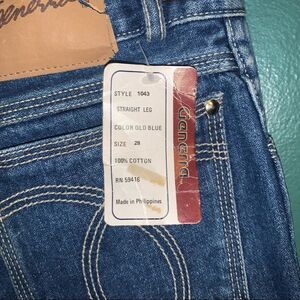 STYLE 1043
STRAIGHT LEG
COLOR OLD BLUE
SIZE 28
100% COTTON
RN 59416
Made in Philippines